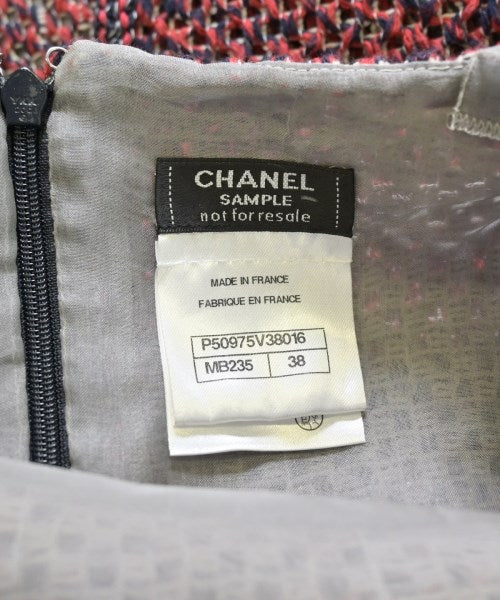 CHANEL
SAMPLE
not for resale
MADE IN FRANCE
FABRIQUE EN FRANCE
P50975V38016
MB235 38